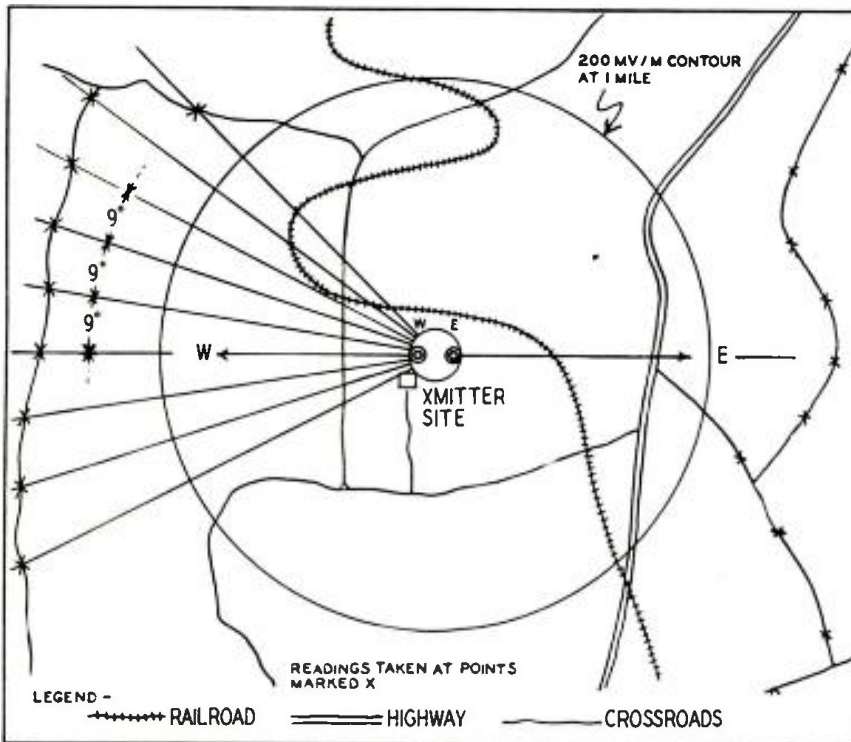 200 MV/M CONTOUR
AT 1 MILE
9°
9°
9°
W
W E
E
XMITTER
SITE
READINGS TAKEN AT POINTS
MARKED X
LEGEND -
RAILROAD
HIGHWAY
CROSSROADS